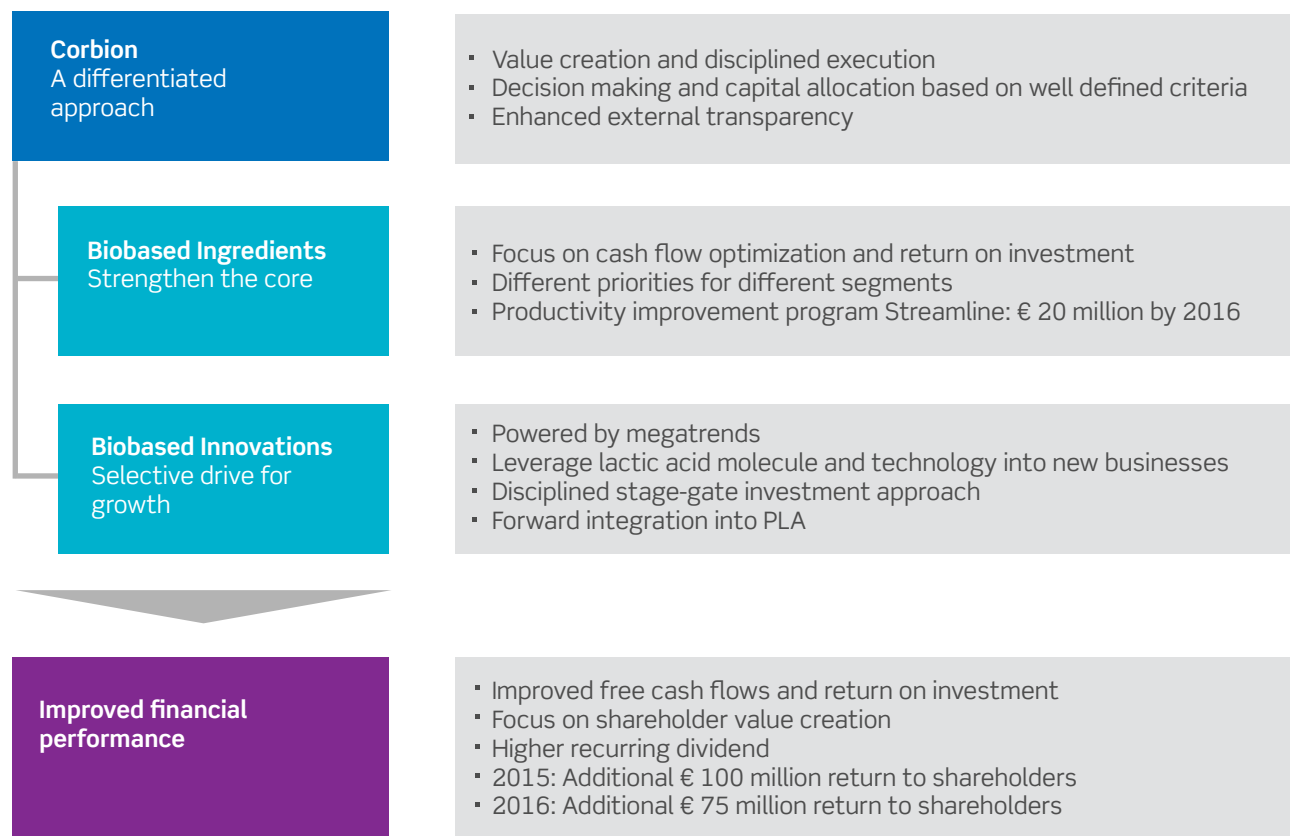 Corbion
A differentiated
approach
▪ Value creation and disciplined execution
▪ Decision making and capital allocation based on well defined criteria
▪ Enhanced external transparency
Biobased Ingredients
Strengthen the core
▪ Focus on cash flow optimization and return on investment
▪ Different priorities for different segments
▪ Productivity improvement program Streamline: € 20 million by 2016
Biobased Innovations
Selective drive for
growth
▪ Powered by megatrends
▪ Leverage lactic acid molecule and technology into new businesses
▪ Disciplined stage-gate investment approach
▪ Forward integration into PLA
Improved financial
performance
▪ Improved free cash flows and return on investment
▪ Focus on shareholder value creation
▪ Higher recurring dividend
▪ 2015: Additional € 100 million return to shareholders
▪ 2016: Additional € 75 million return to shareholders